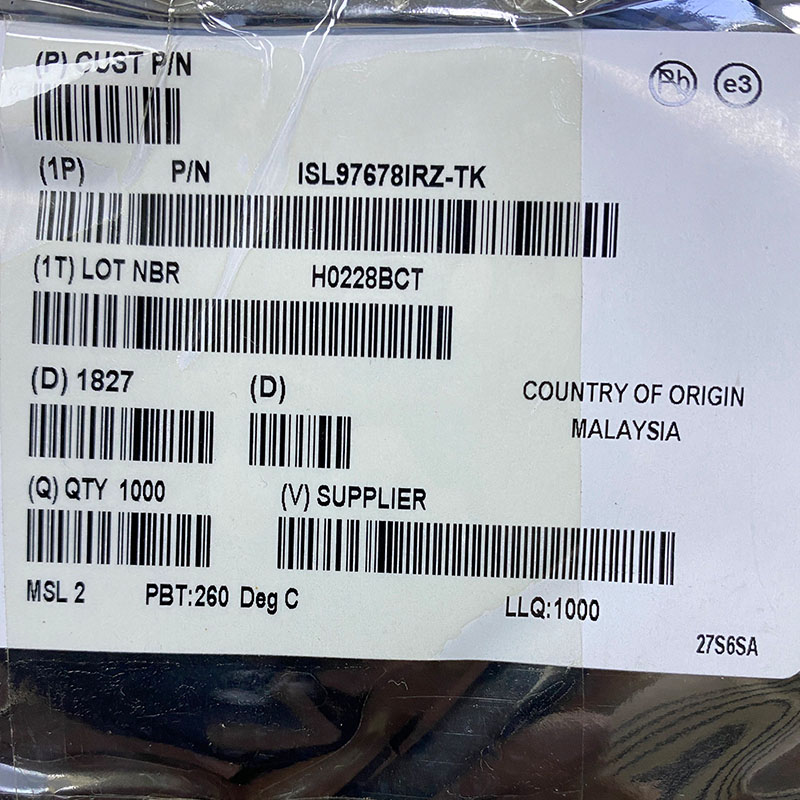 (P) CUST P/N
Pb e3
(1P) P/N ISL97678IRZ-TK
(1T) LOT NBR H0228BCT
(D) 1827 (D)
COUNTRY OF ORIGIN
MALAYSIA
(Q) QTY 1000 (V) SUPPLIER
MSL 2 PBT:260 Deg C LLQ:1000
27S6SA